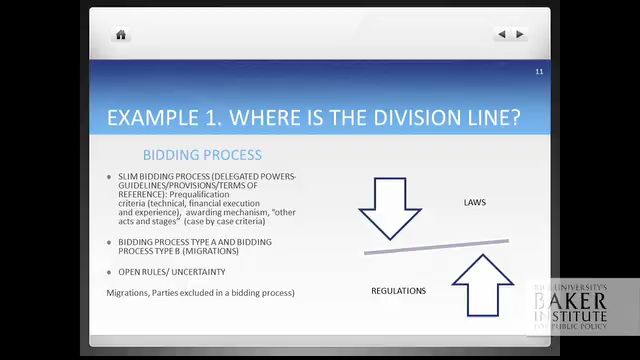 11
EXAMPLE 1. WHERE IS THE DIVISION LINE?
BIDDING PROCESS
SLIM BIDDING PROCESS (DELEGATED POWERS-
GUIDELINES/PROVISIONS/TERMS OF
REFERENCE): Prequalification
criteria (technical, financial execution
and experience), awarding mechanism, "other
acts and stages" (case by case criteria)
BIDDING PROCESS TYPE A AND BIDDING
PROCESS TYPE B (MIGRATIONS)
OPEN RULES/ UNCERTAINTY
Migrations, Parties excluded in a bidding process)
LAWS
REGULATIONS
RICE UNIVERSITY'S
BAKER
INSTITUTE
FOR PUBLIC POLICY